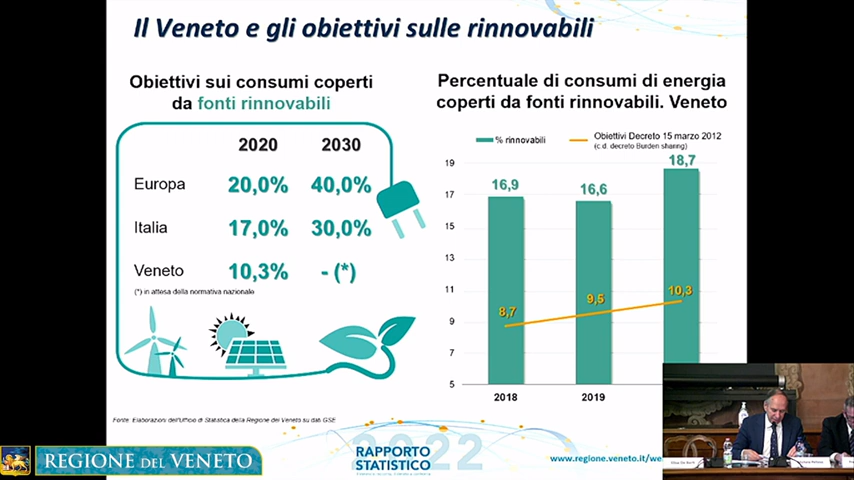 Il Veneto e gli obiettivi sulle rinnovabili
Obiettivi sui consumi coperti
da fonti rinnovabili
2020 2030
Europa 20,0% 40,0%
Italia 17,0% 30,0%
Veneto 10,3% - (*)
(*) in attesa della normativa nazionale
Percentuale di consumi di energia
coperti da fonti rinnovabili. Veneto
% rinnovabili
Obiettivi Decreto 15 marzo 2012
(c.d. decreto Burden sharing)
19
17
15
13
11
9
7
5
16,9
16,6
18,7
8,7
9,5
10,3
2018
2019
Fonte: Elaborazioni dell'Ufficio di Statistica della Regione del Veneto su dati GSE
REGIONE DEL VENETO
2022
RAPPORTO
STATISTICO
www.regione.veneto.it/we